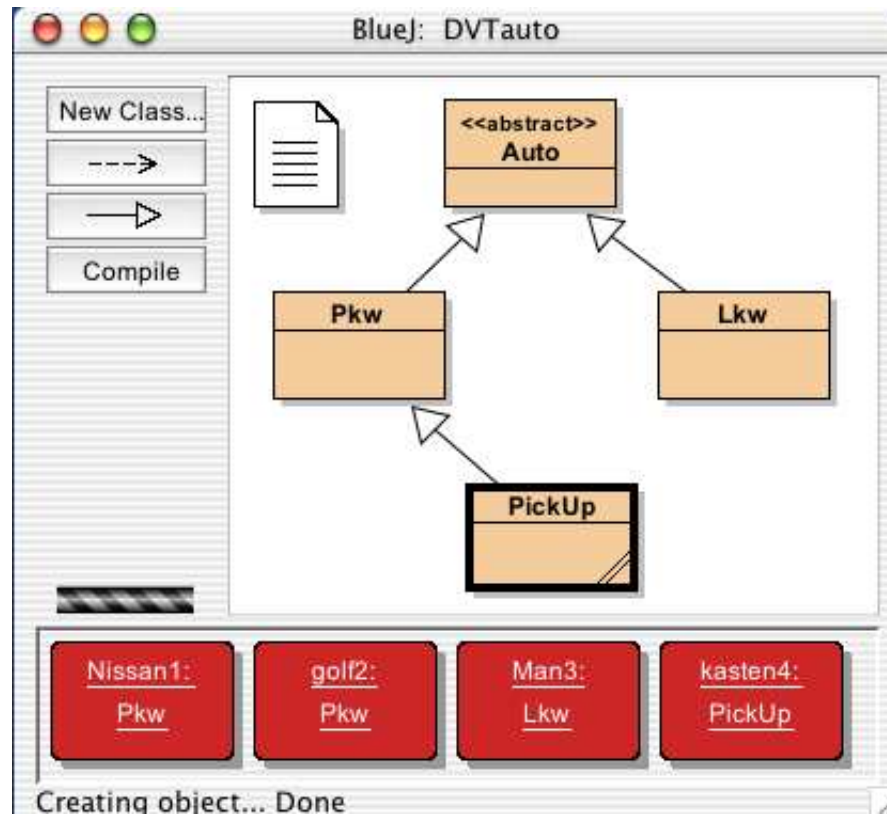 BlueJ: DVTauto
New Class...
Compile
<<abstract>>
Auto
Pkw
Lkw
PickUp
Nissan1:
Pkw
golf2:
Pkw
Man3:
Lkw
kasten4:
PickUp
Creating object... Done